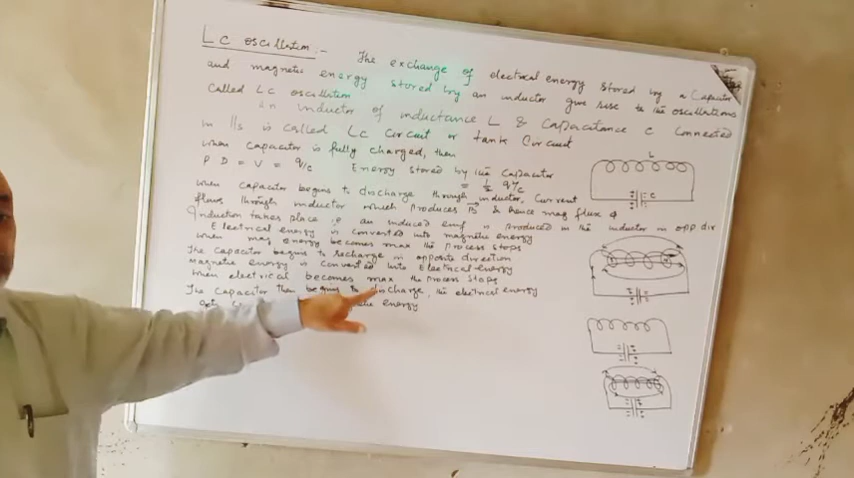 LC oscillation :- The exchange of electrical energy stored by a Capacitor
and magnetic energy stored by an inductor give rise to the oscillations
called LC oscillation
An inductor of inductance L & Capacitance C connected
in ||s is called LC Circuit or tank Circuit
when capacitor is fully charged, then
P D = V = q/c Energy stored by the Capacitor
= 1/2 q²/c
when capacitor begins to discharge through inductor, Current
flows through inductor which produces B & hence mag flux φ
Induction takes place & an induced emf is produced in the inductor in opp dir
Electrical energy is converted into magnetic energy
when mag energy becomes max the process stops
The Capacitor begins to recharge in opposite direction
Magnetic energy is converted into Electrical energy
when electrical becomes max the process stops
The Capacitor then begins to discharge, the electrical energy
gets energy
L
C